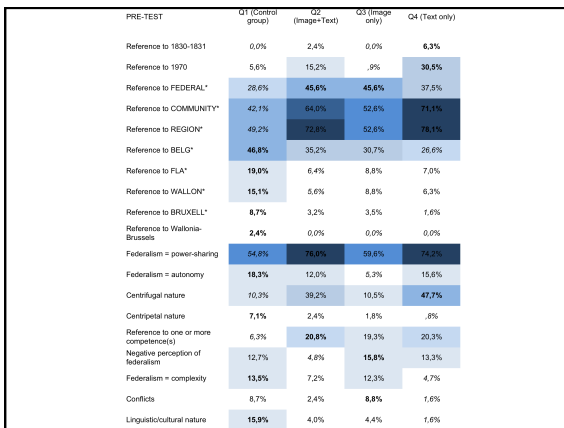 PRE-TEST Q1 (Control group) Q2 (Image+Text) Q3 (Image only) Q4 (Text only)
Reference to 1830-1831 0,0% 2,4% 0,0% 6,3%
Reference to 1970 5,6% 15,2% ,9% 30,5%
Reference to FEDERAL* 28,6% 45,6% 45,6% 37,5%
Reference to COMMUNITY* 42,1% 64,0% 52,6% 71,1%
Reference to REGION* 49,2% 72,8% 52,6% 78,1%
Reference to BELG* 46,8% 35,2% 30,7% 26,6%
Reference to FLA* 19,0% 6,4% 8,8% 7,0%
Reference to WALLON* 15,1% 5,6% 8,8% 6,3%
Reference to BRUXELL* 8,7% 3,2% 3,5% 1,6%
Reference to Wallonia-
Brussels 2,4% 0,0% 0,0% 0,0%
Federalism = power-sharing 54,8% 76,0% 59,6% 74,2%
Federalism = autonomy 18,3% 12,0% 5,3% 15,6%
Centrifugal nature 10,3% 39,2% 10,5% 47,7%
Centripetal nature 7,1% 2,4% 1,8% ,8%
Reference to one or more
competence(s) 6,3% 20,8% 19,3% 20,3%
Negative perception of
federalism 12,7% 4,8% 15,8% 13,3%
Federalism = complexity 13,5% 7,2% 12,3% 4,7%
Conflicts 8,7% 2,4% 8,8% 1,6%
Linguistic/cultural nature 15,9% 4,0% 4,4% 1,6%